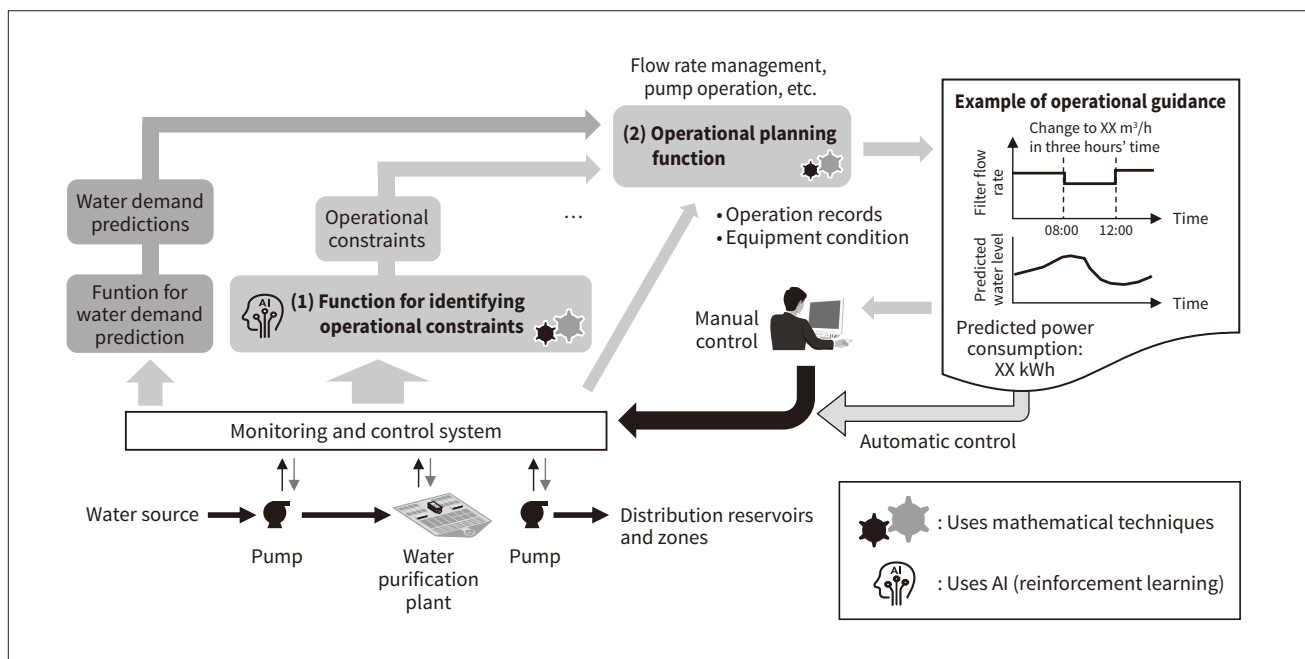 Flow rate management,
pump operation, etc.
(2) Operational planning
function
Example of operational guidance
Change to XX m³/h
in three hours' time
Filter flow
rate
Time
08:00
12:00
Predicted
water level
Time
Predicted power
consumption:
XX kWh
Water demand
predictions
Operational
constraints
...
• Operation records
• Equipment condition
Funtion for
water demand
prediction
AI
(1) Function for identifying
operational constraints
Manual
control
Monitoring and control system
Automatic control
Water source
Pump
Water
purification
plant
Pump
Distribution reservoirs
and zones
: Uses mathematical techniques
AI
: Uses AI (reinforcement learning)